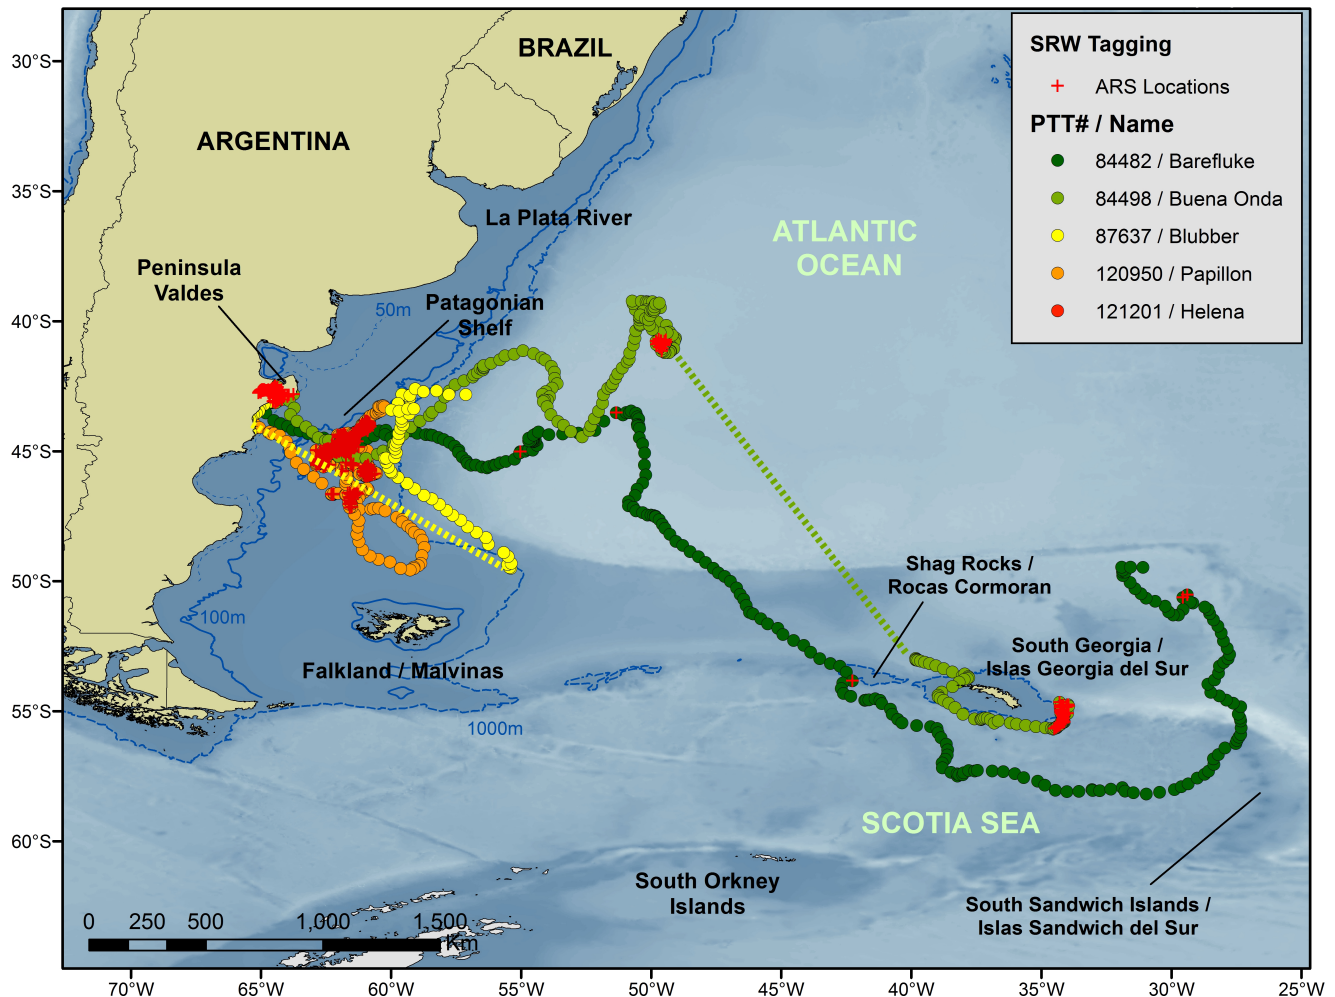 SRW Tagging
ARS Locations
PTT# / Name
84482 / Barefluke
84498 / Buena Onda
87637 / Blubber
120950 / Papillon
121201 / Helena
BRAZIL
ARGENTINA
La Plata River
ATLANTIC
OCEAN
Peninsula
Valdes
Patagonian
Shelf
50m
100m
1000m
Falkland / Malvinas
Shag Rocks /
Rocas Cormoran
South Georgia /
Islas Georgia del Sur
SCOTIA SEA
South Orkney
Islands
South Sandwich Islands /
Islas Sandwich del Sur
0 250 500 1,000 1,500
Km
30°S
35°S
40°S
45°S
50°S
55°S
60°S
70°W 65°W 60°W 55°W 50°W 45°W 40°W 35°W 30°W 25°W